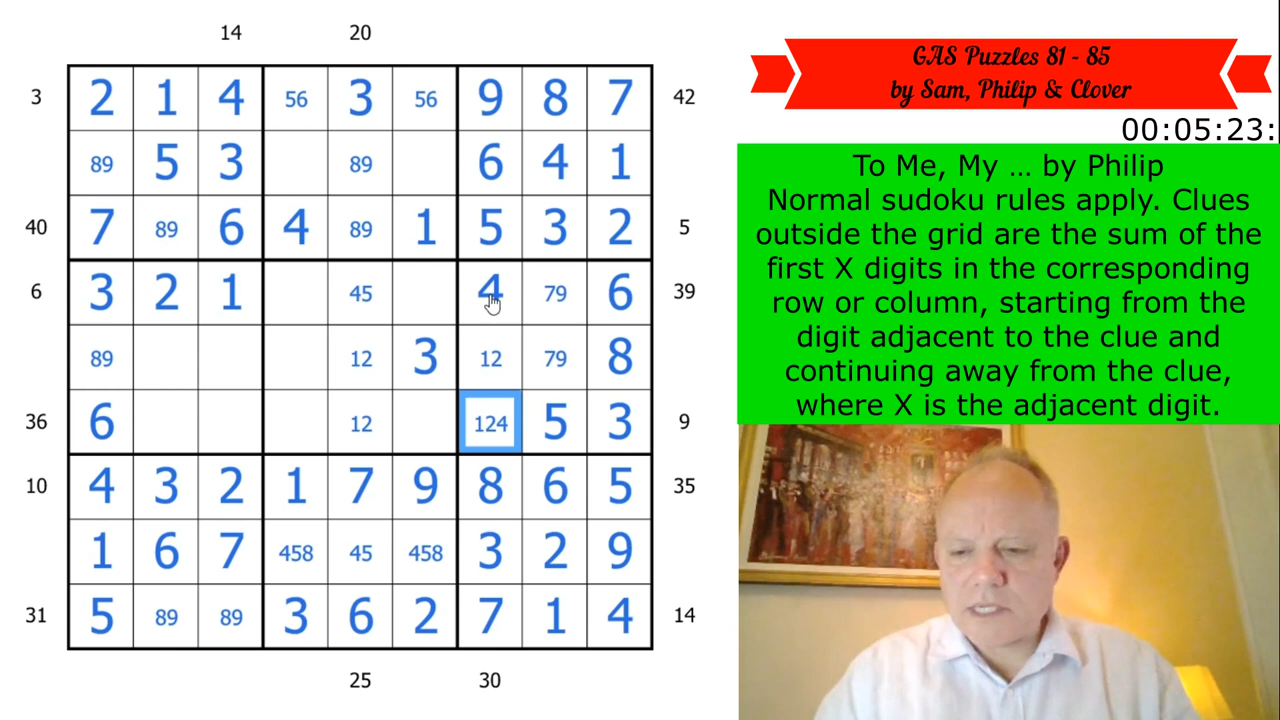 14 20
3 2 1 4 56 3 56 9 8 7 42
89 5 3 89 6 4 1
40 7 89 6 4 89 1 5 3 2 5
6 3 2 1 45 4 79 6 39
89 12 3 12 79 8
36 6 12 124 5 3 9
10 4 3 2 1 7 9 8 6 5 35
1 6 7 458 45 458 3 2 9
31 5 89 89 3 6 2 7 1 4 14
25 30
GAS Puzzles 81 - 85
by Sam, Philip & Clover
00:05:23:
To Me, My ... by Philip
Normal sudoku rules apply. Clues
outside the grid are the sum of the
first X digits in the corresponding
row or column, starting from the
digit adjacent to the clue and
continuing away from the clue,
where X is the adjacent digit.